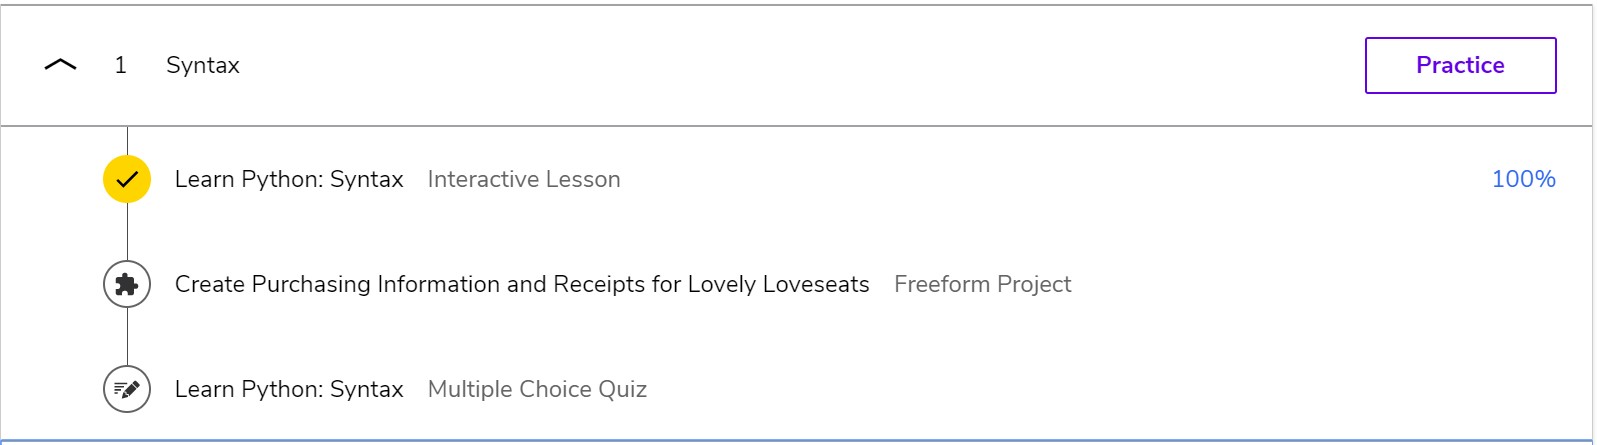 1 Syntax Practice
Learn Python: Syntax Interactive Lesson 100%
Create Purchasing Information and Receipts for Lovely Loveseats Freeform Project
Learn Python: Syntax Multiple Choice Quiz